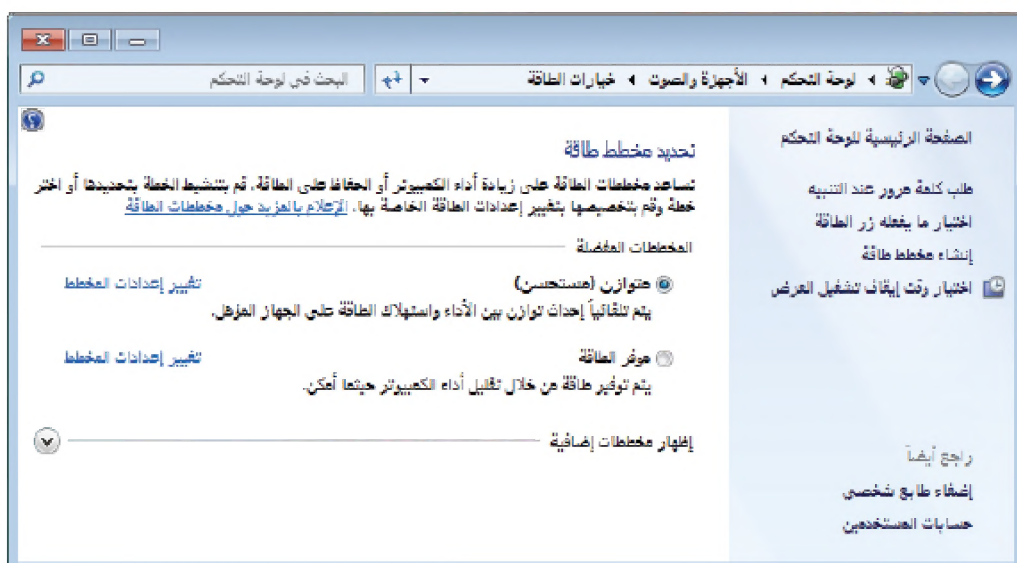 لوحة التحكم
الأجهزة والصوت
خيارات الطاقة
البحث في لوحة التحكم
الصفحة الرئيسية للوحة التحكم
طلب كلمة مرور عند التنبيه
اختيار ما يفعله زر الطاقة
إنشاء مخطط طاقة
اختيار وقت إيقاف تشغيل العرض
راجع أيضاً
إضفاء طابع شخصي
حسابات المستخدمين
تحديد مخطط طاقة
تساعد مخططات الطاقة على زيادة أداء الكمبيوتر أو الحفاظ على الطاقة. قم بتنشيط الخطة بتحديدها أو اختر
خطة وقم بتخصيصها بتغيير إعدادات الطاقة الخاصة بها. الإعلام بالمزيد حول مخططات الطاقة
المخططات المفضلة
متوازن (مستحسن)
تغيير إعدادات المخطط
يتم تلقائياً إحداث توازن بين الأداء واستهلاك الطاقة على الجهاز المؤهل.
موفر الطاقة
تغيير إعدادات المخطط
يتم توفير طاقة من خلال تقليل أداء الكمبيوتر حيثما أمكن.
إظهار مخططات إضافية